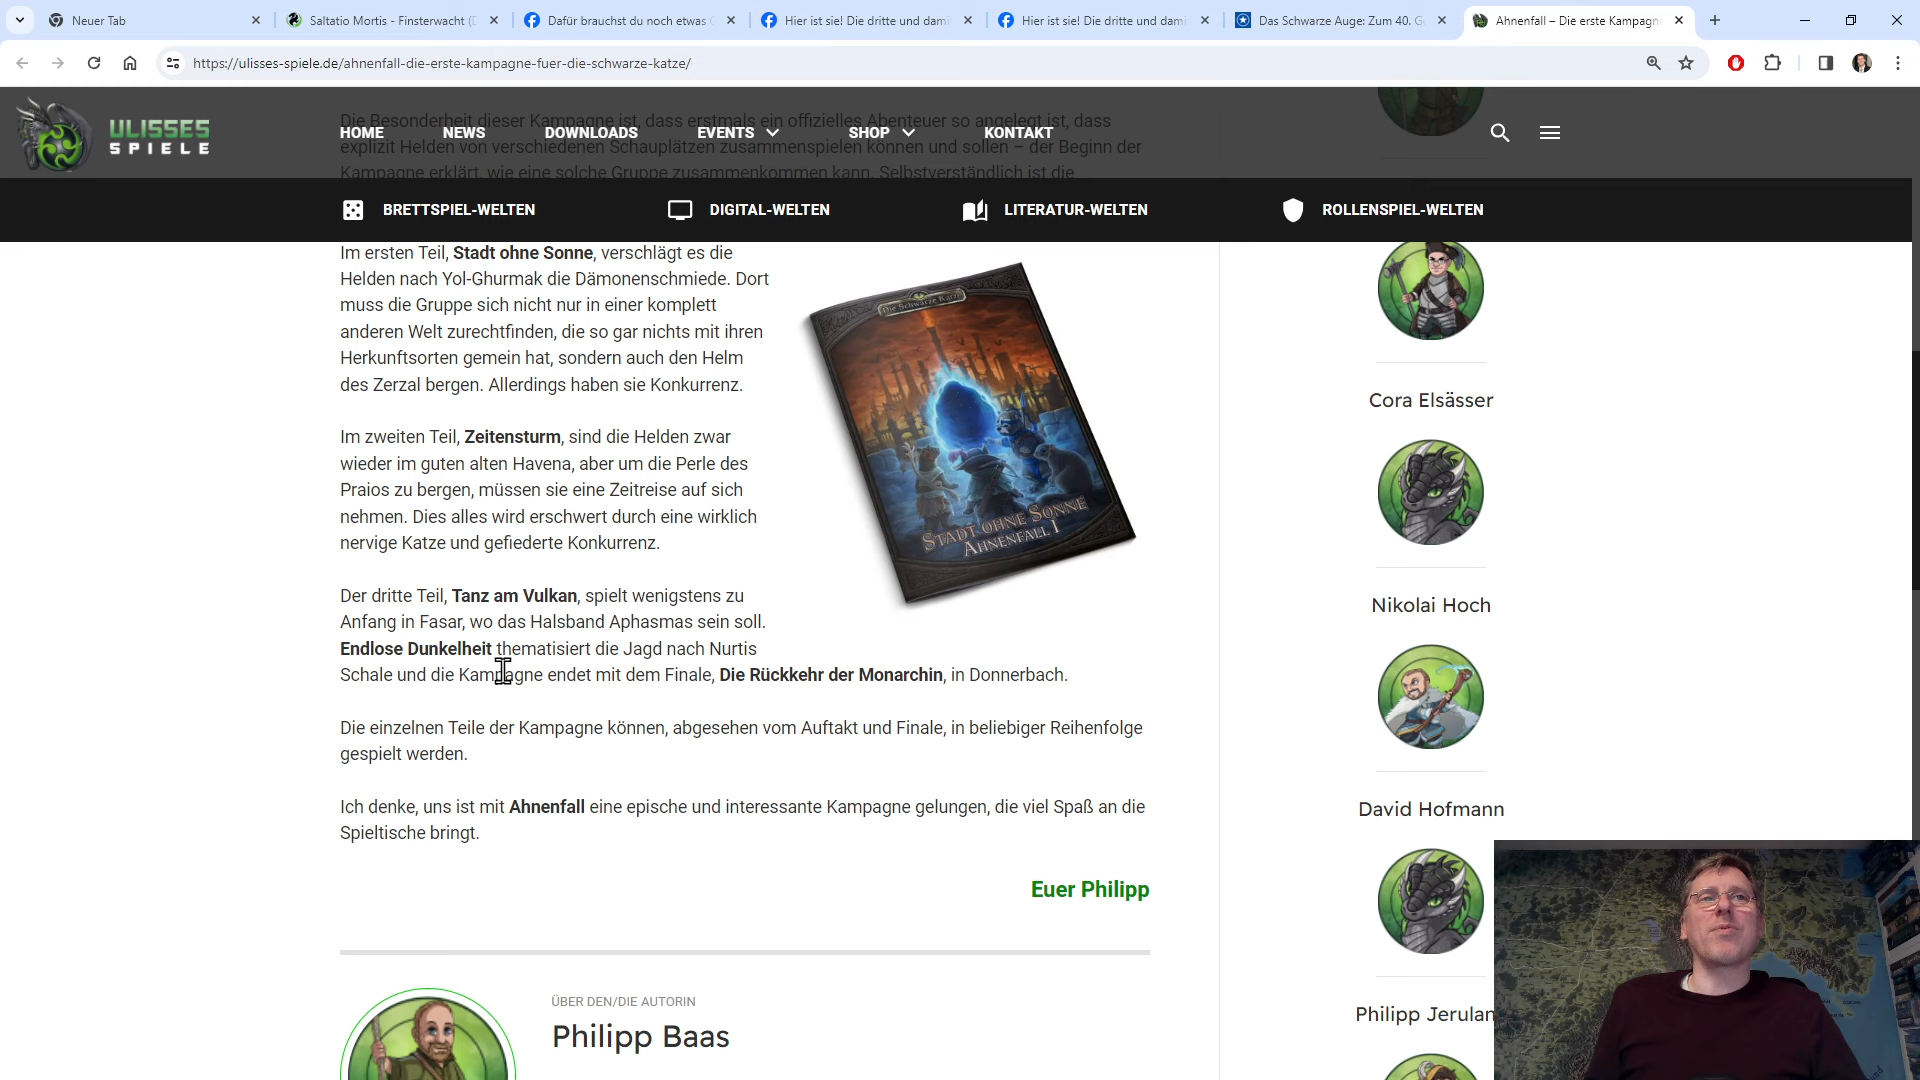 Neuer Tab
Saltatio Mortis - Finsterwacht (D
Dafür brauchst du noch etwas
Hier ist sie! Die dritte und dami
Hier ist sie! Die dritte und dami
Das Schwarze Auge: Zum 40. G
Ahnenfall – Die erste Kampagn
https://ulisses-spiele.de/ahnenfall-die-erste-kampagne-fuer-die-schwarze-katze/
Die Besonderheit dieser Kampagne ist, dass erstmals ein offizielles Abenteuer so angelegt ist, dass
ULISSES
SPIELE
HOME
NEWS
DOWNLOADS
EVENTS
SHOP
KONTAKT
explizit Helden von verschiedenen Schauplätzen zusammenspielen können und sollen – der Beginn der
Kampagne erklärt, wie eine solche Gruppe zusammenkommen kann. Selbstverständlich ist die
BRETTSPIEL-WELTEN
DIGITAL-WELTEN
LITERATUR-WELTEN
ROLLENSPIEL-WELTEN
Im ersten Teil, Stadt ohne Sonne, verschlägt es die
Helden nach Yol-Ghurmak die Dämonenschmiede. Dort
muss die Gruppe sich nicht nur in einer komplett
anderen Welt zurechtfinden, die so gar nichts mit ihren
Herkunftsorten gemein hat, sondern auch den Helm
des Zerzal bergen. Allerdings haben sie Konkurrenz.
Die Schwarze Katze
STADT OHNE SONNE
AHNENFALL I
Im zweiten Teil, Zeitensturm, sind die Helden zwar
wieder im guten alten Havena, aber um die Perle des
Praios zu bergen, müssen sie eine Zeitreise auf sich
nehmen. Dies alles wird erschwert durch eine wirklich
nervige Katze und gefiederte Konkurrenz.
Der dritte Teil, Tanz am Vulkan, spielt wenigstens zu
Anfang in Fasar, wo das Halsband Aphasmas sein soll.
Endlose Dunkelheit thematisiert die Jagd nach Nurtis
Schale und die Kampagne endet mit dem Finale, Die Rückkehr der Monarchin, in Donnerbach.
Die einzelnen Teile der Kampagne können, abgesehen vom Auftakt und Finale, in beliebiger Reihenfolge
gespielt werden.
Ich denke, uns ist mit Ahnenfall eine epische und interessante Kampagne gelungen, die viel Spaß an die
Spieltische bringt.
Euer Philipp
ÜBER DEN/DIE AUTORIN
Philipp Baas
Cora Elsässer
Nikolai Hoch
David Hofmann
Philipp Jerulan